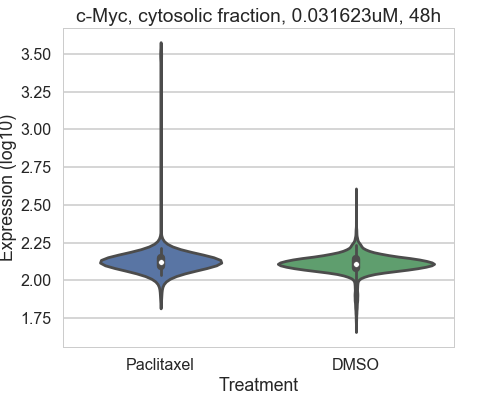 c-Myc, cytosolic fraction, 0.031623uM, 48h
Expression (log10)
3.50
3.25
3.00
2.75
2.50
2.25
2.00
1.75
Paclitaxel DMSO
Treatment